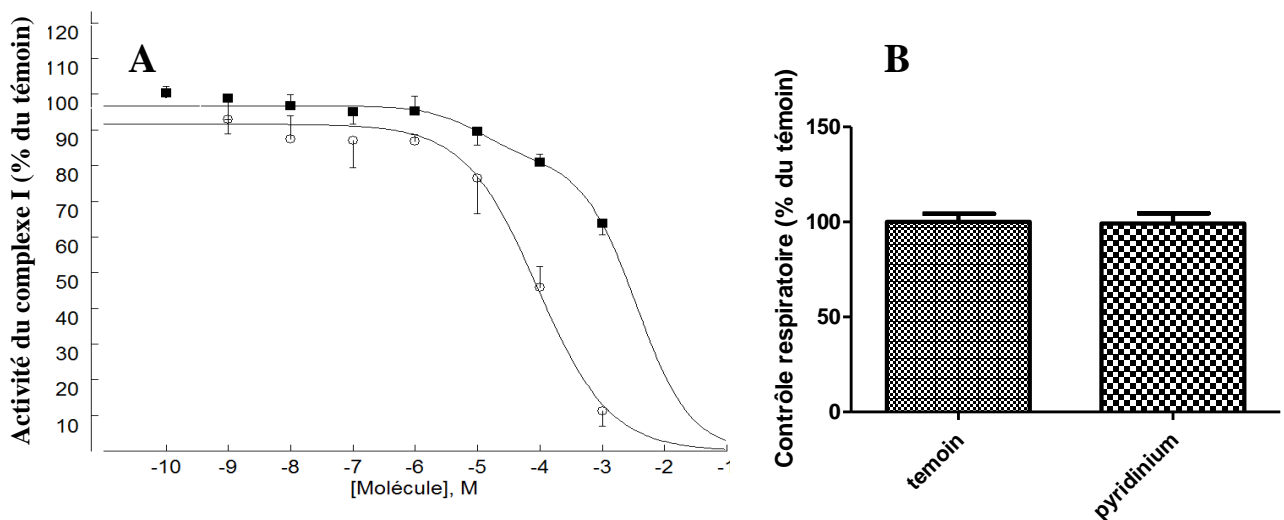 A
Activité du complexe I (% du témoin)
120
110
100
90
80
70
60
50
40
30
20
10
-10 -9 -8 -7 -6 -5 -4 -3 -2 -1
[Molécule], M
B
Contrôle respiratoire (% du témoin)
150
100
50
0
temoin
pyridinium